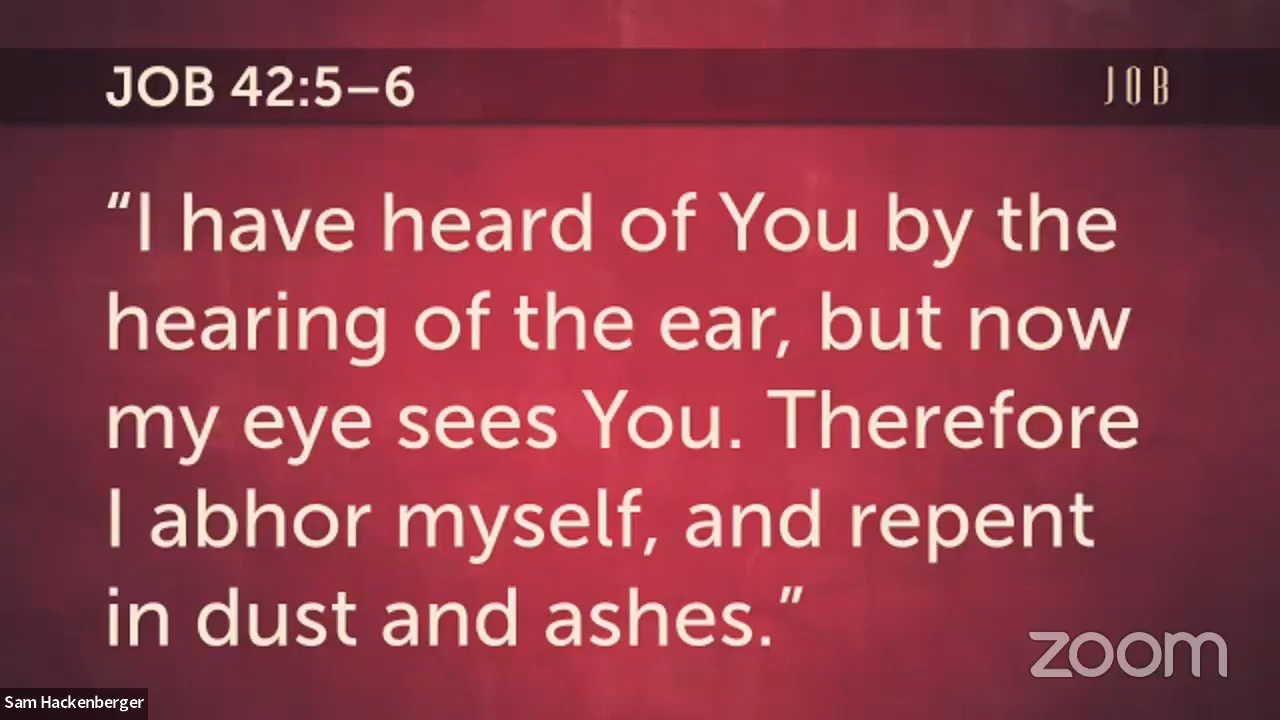 JOB 42:5–6
JOB
“I have heard of You by the
hearing of the ear, but now
my eye sees You. Therefore
I abhor myself, and repent
in dust and ashes.”
zoom
Sam Hackenberger